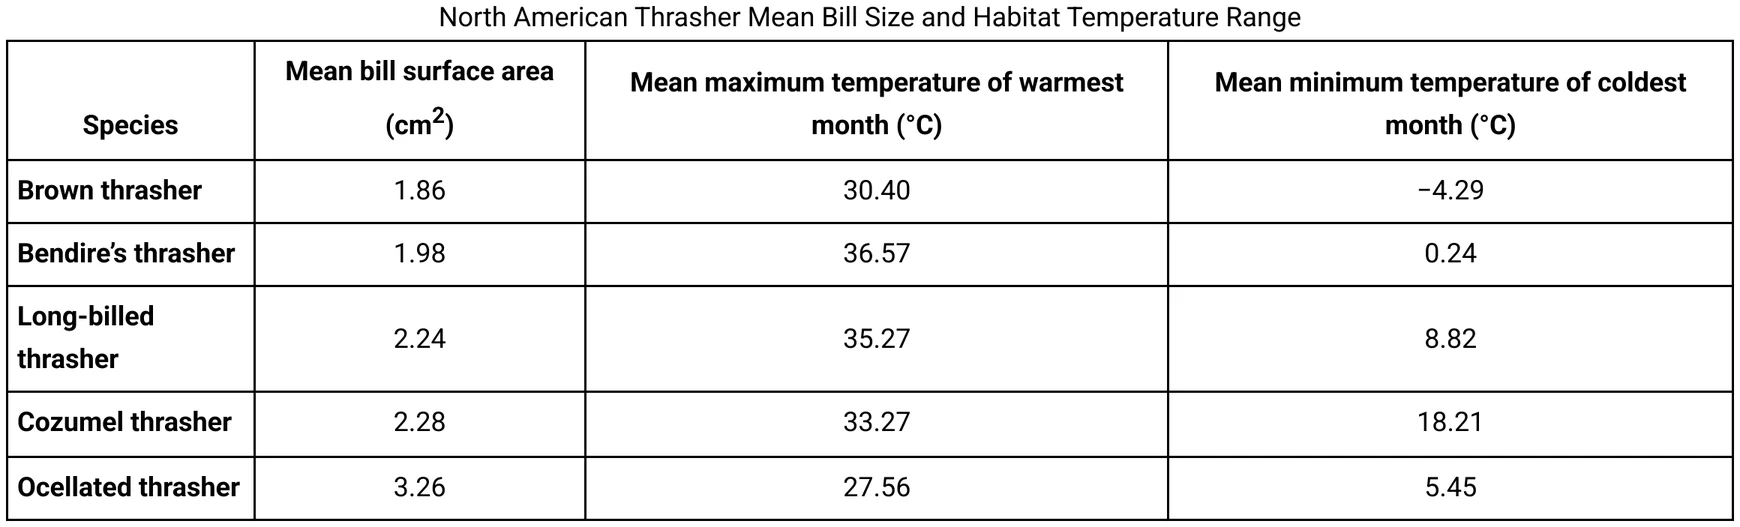 North American Thrasher Mean Bill Size and Habitat Temperature Range
Species
Mean bill surface area
(cm2)
Mean maximum temperature of warmest
month (°C)
Mean minimum temperature of coldest
month (°C)
Brown thrasher
1.86
30.40
−4.29
Bendire’s thrasher
1.98
36.57
0.24
Long-billed
thrasher
2.24
35.27
8.82
Cozumel thrasher
2.28
33.27
18.21
Ocellated thrasher
3.26
27.56
5.45